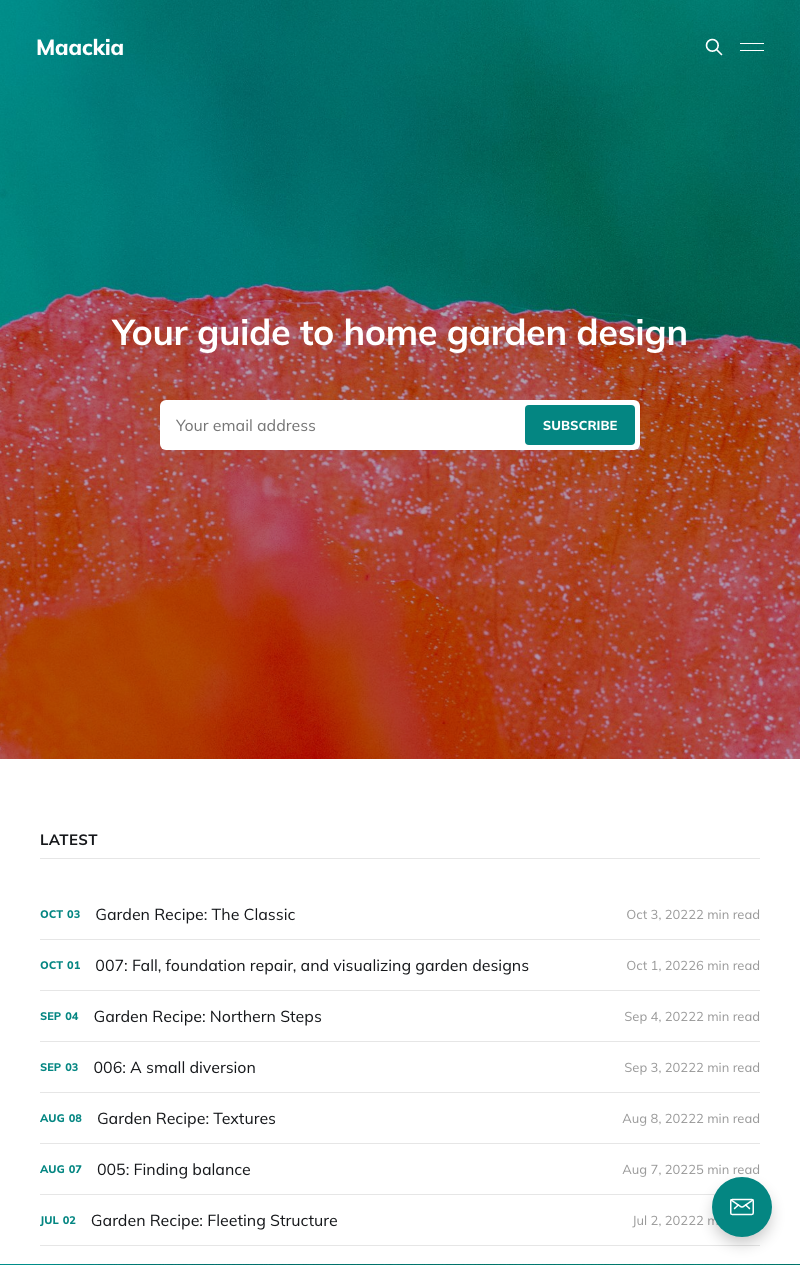 Maackia
Your guide to home garden design
Your email address
SUBSCRIBE
LATEST
OCT 03 Garden Recipe: The Classic Oct 3, 20222 min read
OCT 01 007: Fall, foundation repair, and visualizing garden designs Oct 1, 20226 min read
SEP 04 Garden Recipe: Northern Steps Sep 4, 20222 min read
SEP 03 006: A small diversion Sep 3, 20222 min read
AUG 08 Garden Recipe: Textures Aug 8, 20222 min read
AUG 07 005: Finding balance Aug 7, 20225 min read
JUL 02 Garden Recipe: Fleeting Structure Jul 2, 20222